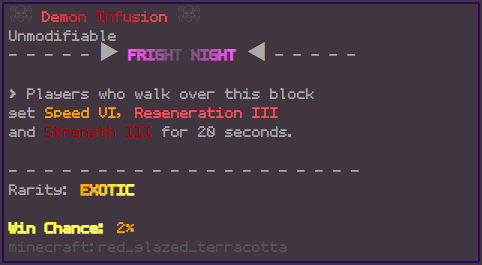 ☠ Demon Infusion ☠
Unmodifiable
- - - - - ▶ FRIGHT NIGHT ◀ - - - - -
> Players who walk over this block
get Speed VI, Regeneration III
and Strength III for 20 seconds.
- - - - - - - - - - - - - - - - - - - - -
Rarity: EXOTIC
Win Chance: 2%
minecraft:red_glazed_terracotta